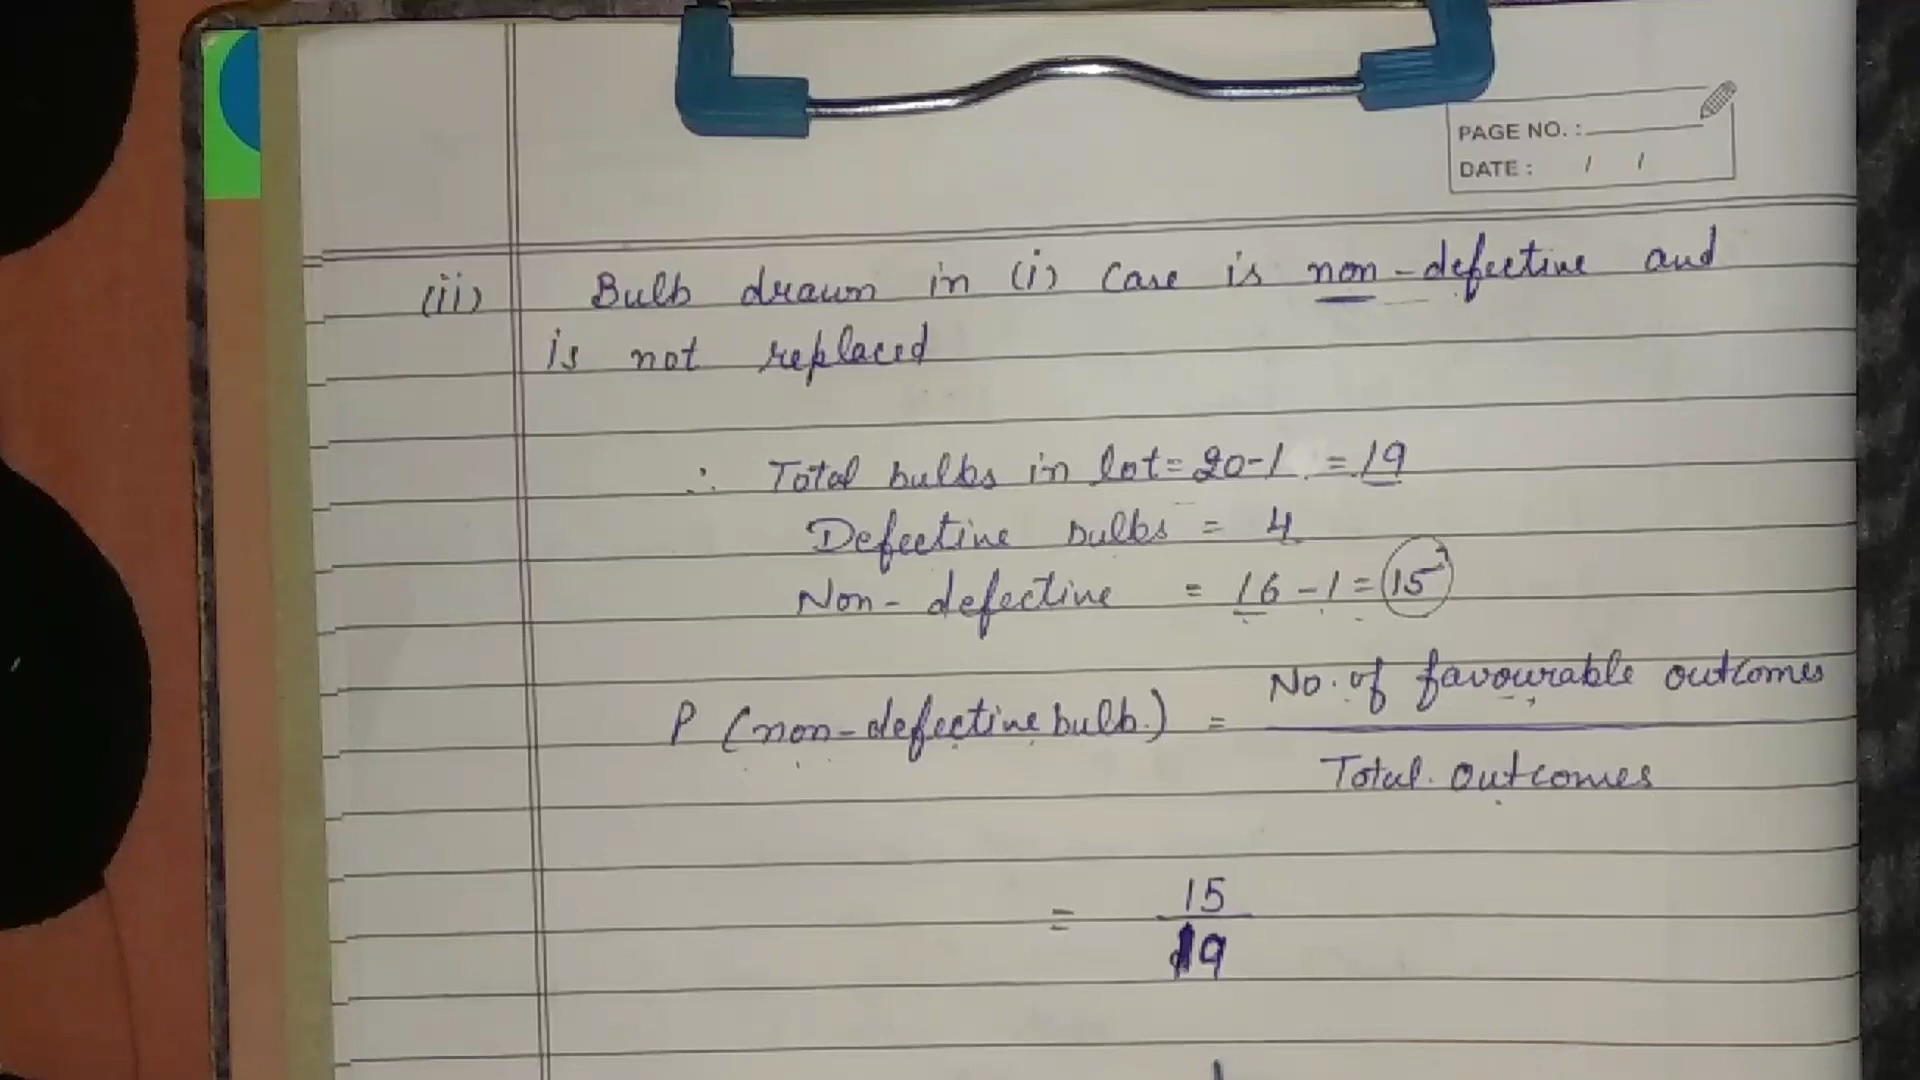 PAGE NO. :
DATE : / /
(ii) Bulb drawn in (i) case is non-defective and
is not replaced
∴ Total bulbs in lot = 20-1 = 19
Defective bulbs = 4
Non-defective = 16-1 = 15
P (non-defective bulb.) = No. of favourable outcomes
Total outcomes
= 15
19